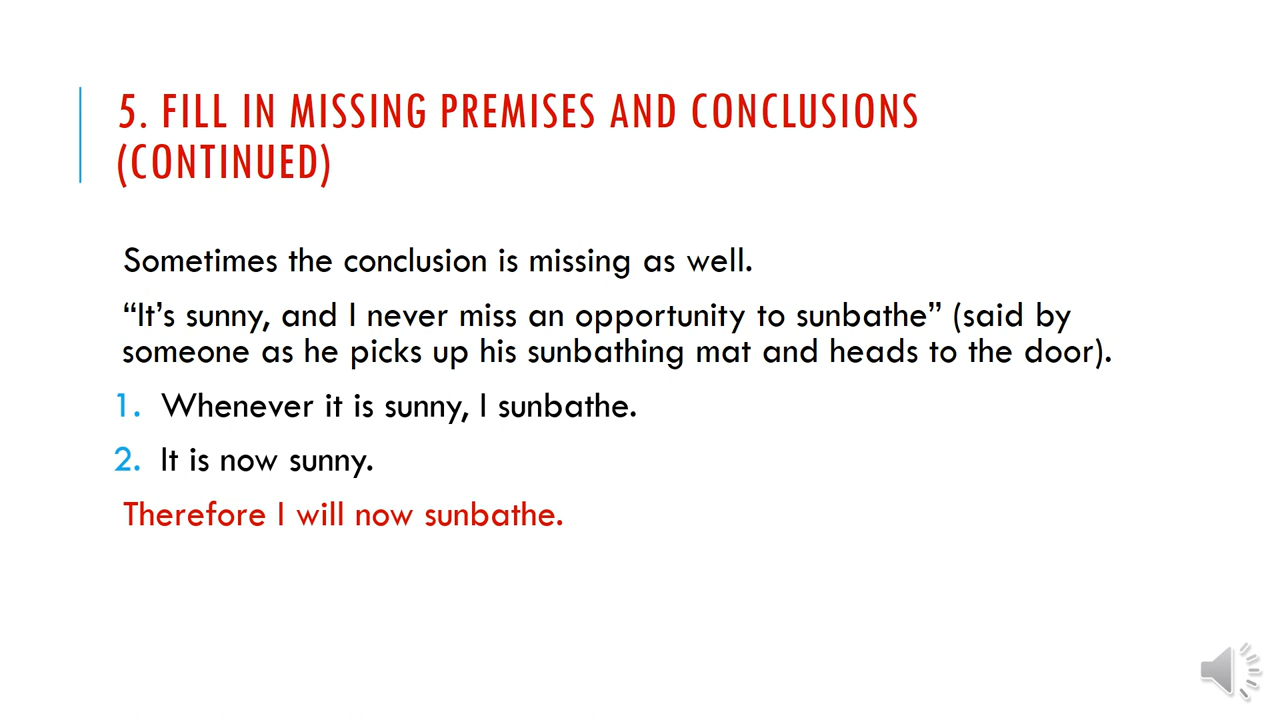 5. FILL IN MISSING PREMISES AND CONCLUSIONS
(CONTINUED)
Sometimes the conclusion is missing as well.
“It’s sunny, and I never miss an opportunity to sunbathe” (said by
someone as he picks up his sunbathing mat and heads to the door).
1. Whenever it is sunny, I sunbathe.
2. It is now sunny.
Therefore I will now sunbathe.